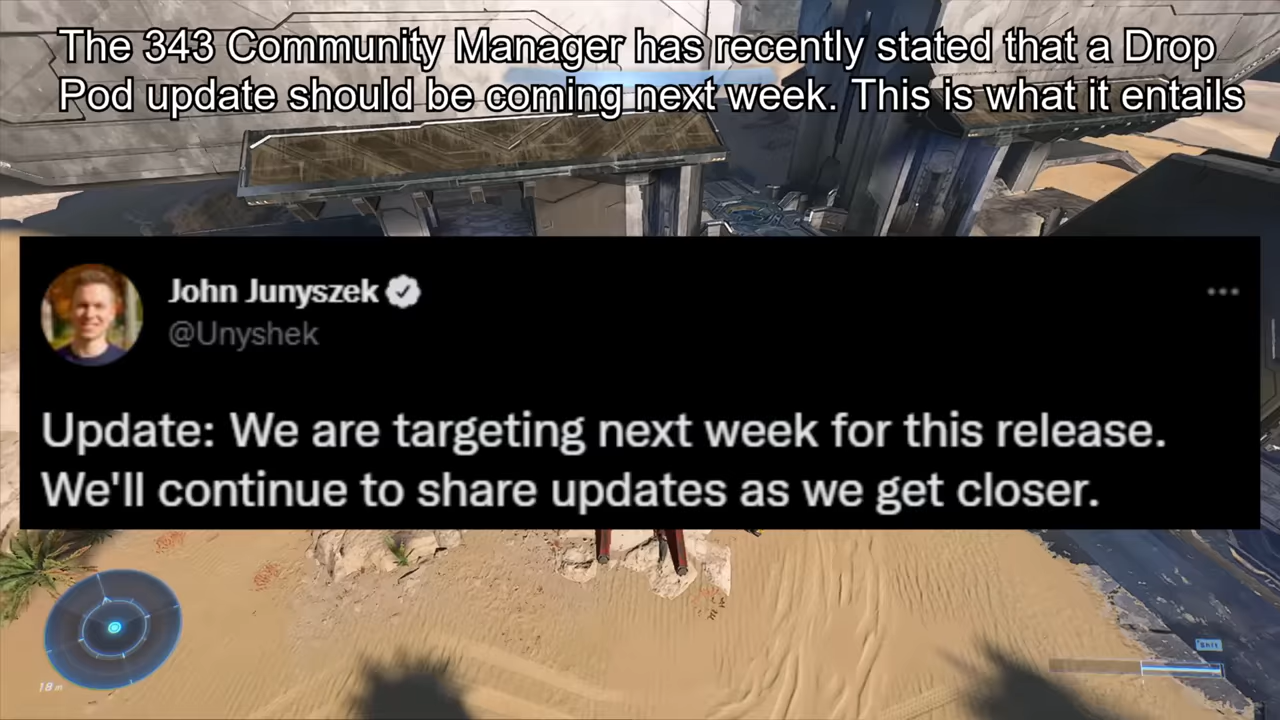 The 343 Community Manager has recently stated that a Drop
Pod update should be coming next week. This is what it entails
John Junyszek
@Unyshek
Update: We are targeting next week for this release.
We'll continue to share updates as we get closer.
18 m